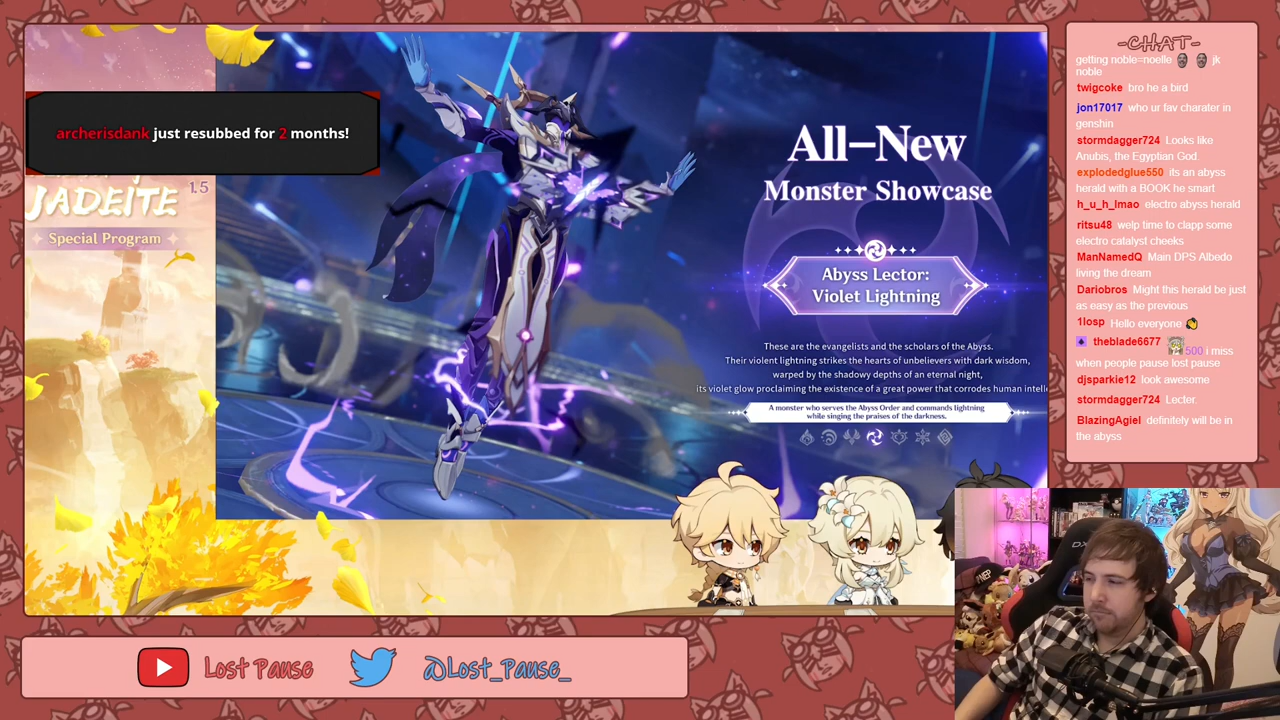 archerisdank just resubbed for 2 months!
JADEITE 1.5
Special Program
All-New
Monster Showcase
Abyss Lector:
Violet Lightning
These are the evangelists and the scholars of the Abyss.
Their violent lightning strikes the hearts of unbelievers with dark wisdom,
warped by the shadowy depths of an eternal night,
its violet glow proclaiming the existence of a great power that corrodes human intelle
A monster who serves the Abyss Order and commands lightning
while singing the praises of the darkness.
-CHAT-
getting noble=noelle jk
noble
twigcoke bro he a bird
jon17017 who ur fav charater in
genshin
stormdagger724 Looks like
Anubis, the Egyptian God.
explodedglue550 its an abyss
herald with a BOOK he smart
h_u_h_lmao electro abyss herald
ritsu48 welp time to clapp some
electro catalyst cheeks
ManNamedQ Main DPS Albedo
living the dream
Dariobros Might this herald be just
as easy as the previous
1losp Hello everyone
theblade6677 500 i miss
when people pause lost pause
djsparkie12 look awesome
stormdagger724 Lecter.
BlazingAgiel definitely will be in
the abyss
DX
Lost Pause
@Lost_Pause_